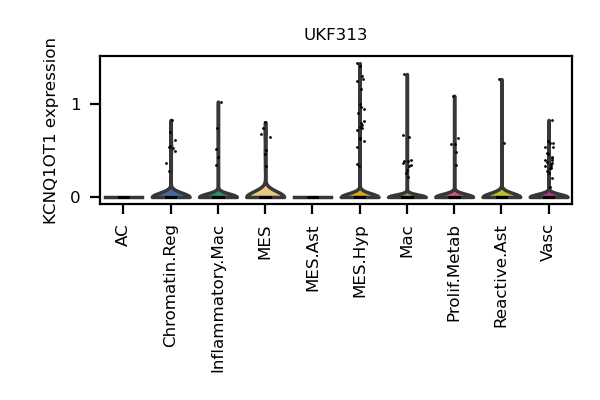 UKF313
KCNQ1OT1 expression
1
0
AC
Chromatin.Reg
Inflammatory.Mac
MES
MES.Ast
MES.Hyp
Mac
Prolif.Metab
Reactive.Ast
Vasc